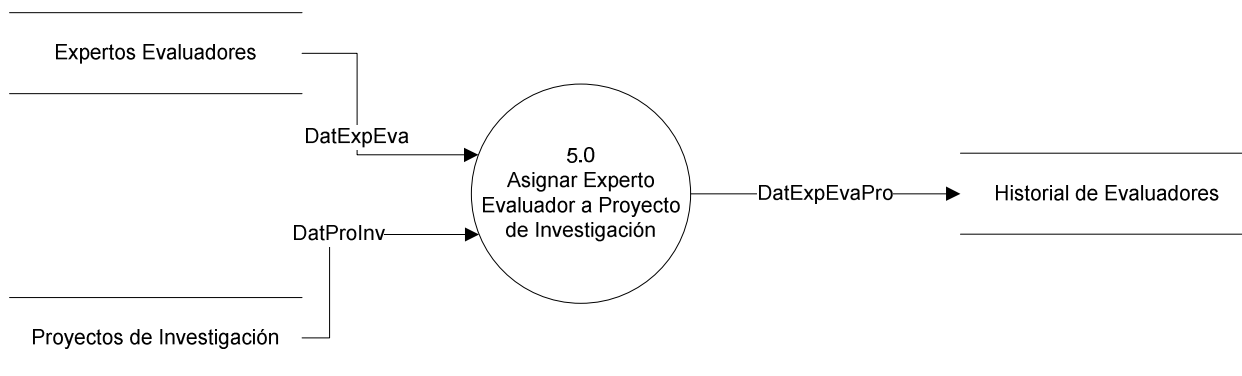 Expertos Evaluadores
DatExpEva
5.0
Asignar Experto
Evaluador a Proyecto
de Investigación
DatExpEvaPro
Historial de Evaluadores
DatProInv
Proyectos de Investigación